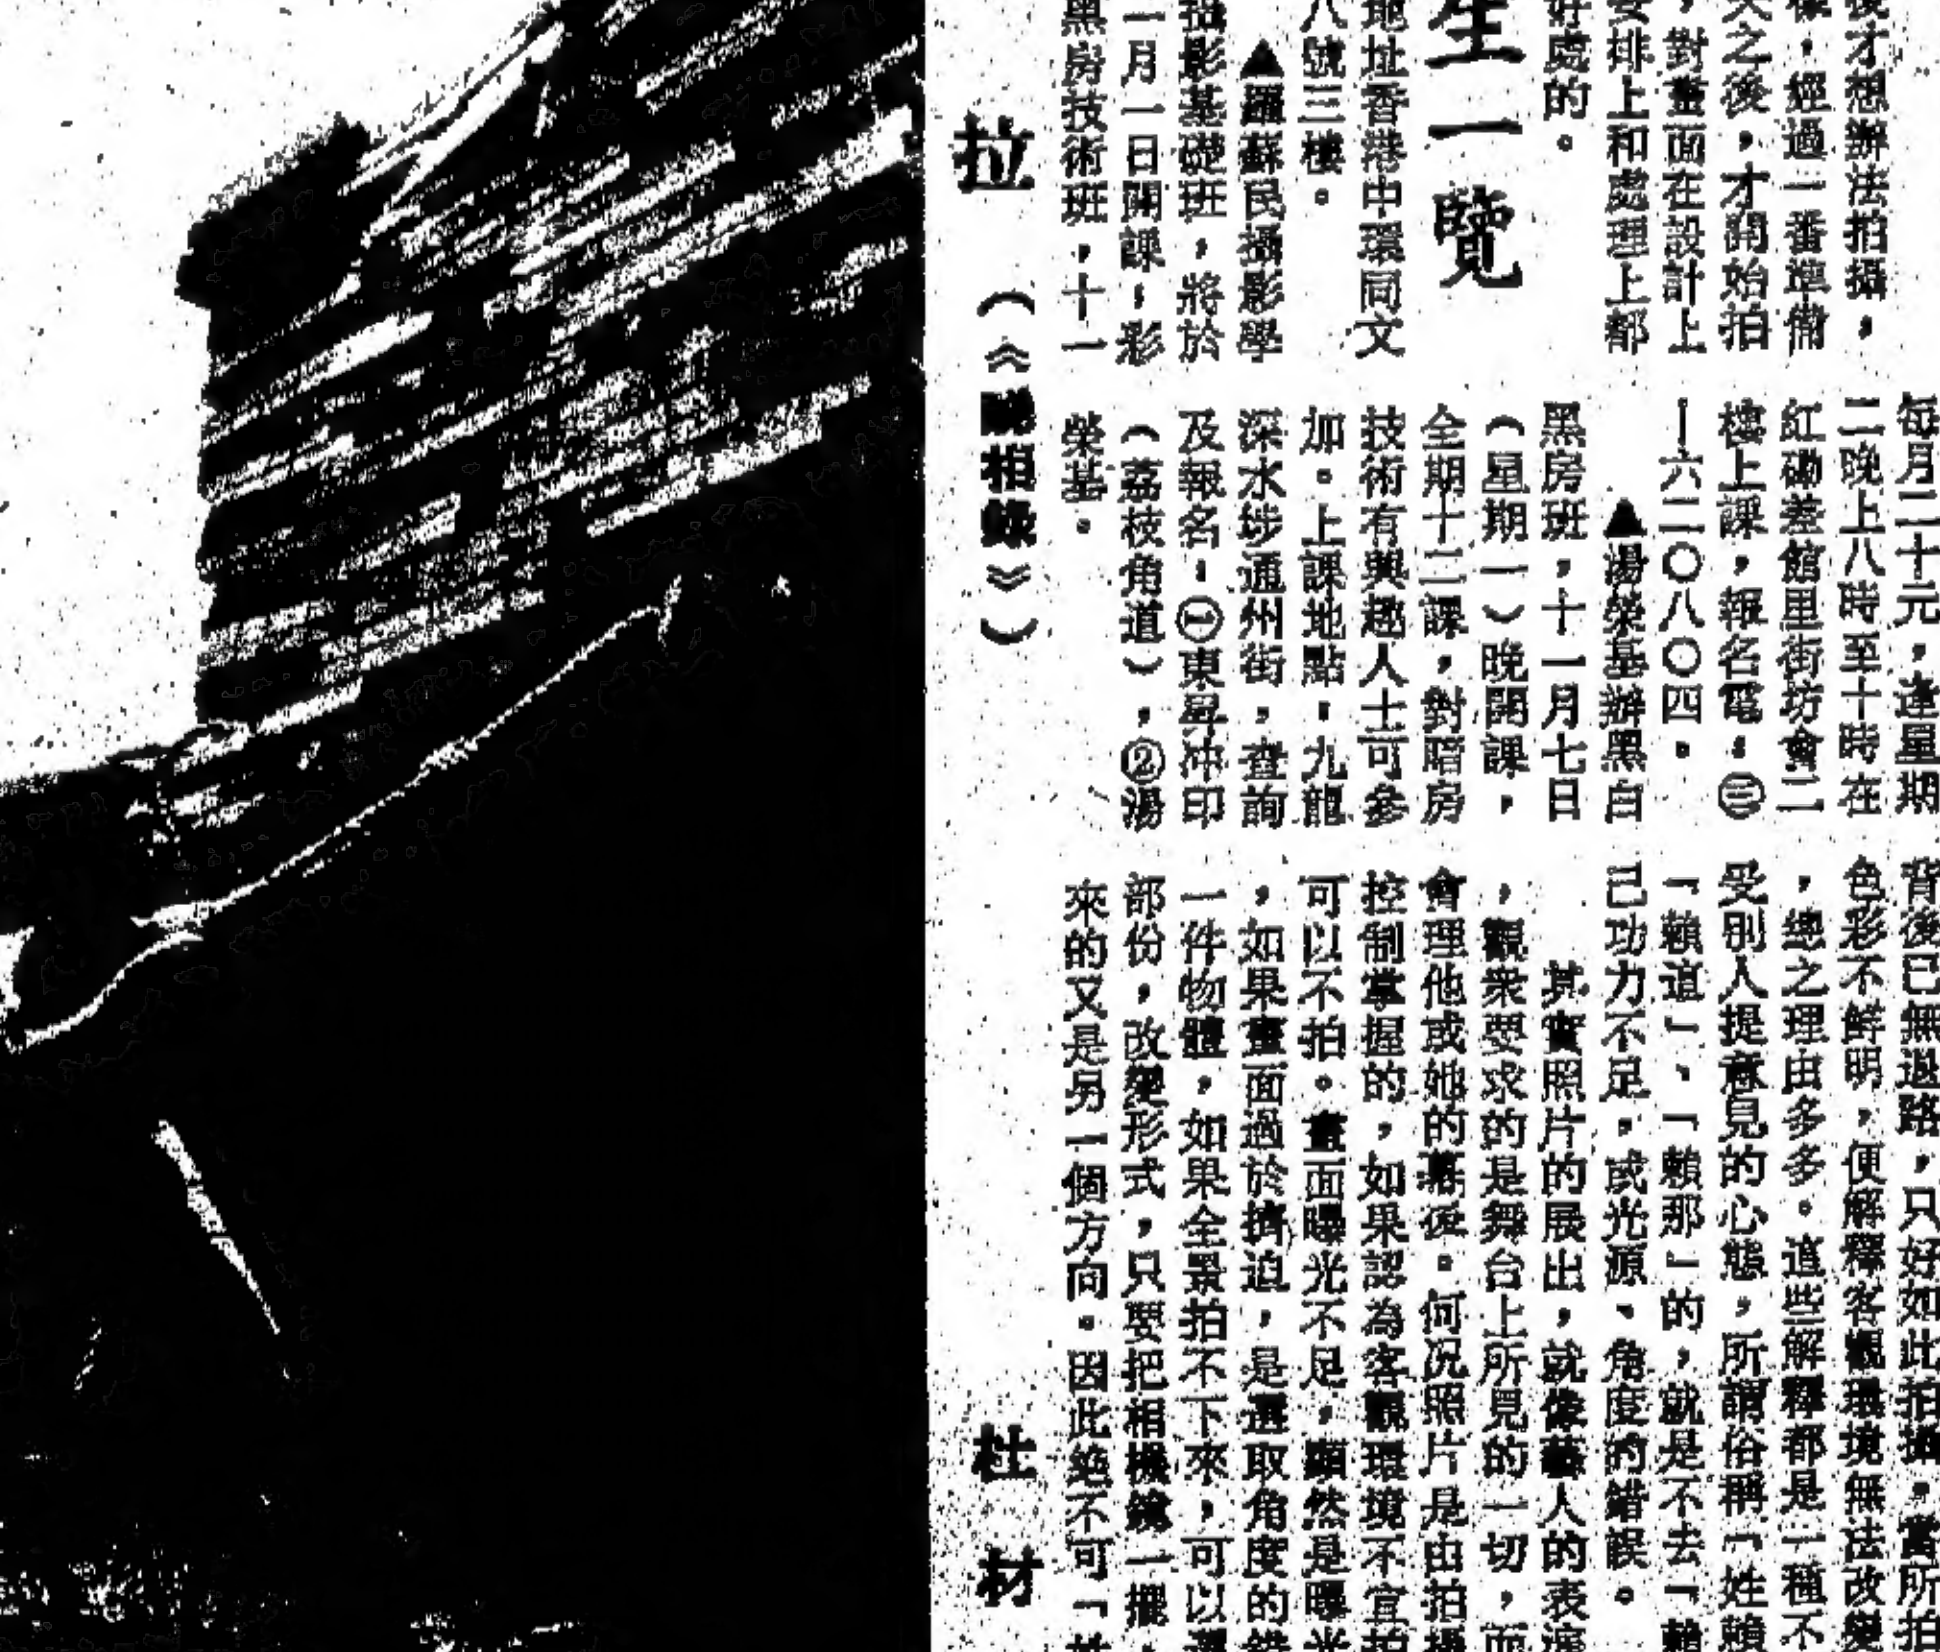 後才想辦法拍攝，
樣，經過一番準備
文之後，才開始拍
，對畫面在設計上
安排上和處理上都
好處的。
生一覽
地址香港中環同文
八號三樓。
▲羅蘇民攝影學
攝影基礎班，將於
一月一日開課，彩
黑房技術班，十一
每月二十元，逢星期
二晚上八時至十時在
紅磡差館里街坊會二
樓上課，報名電：㊂
—六二〇八〇四。
▲湯榮基辦黑白
黑房班，十一月七日
（星期一）晚開課，
全期十二課，對暗房
技術有興趣人士可參
加。上課地點：九龍
深水埗通州街，查詢
及報名：㊀東昇冲印
（荔枝角道），②湯
榮基。
背後已無退路，只好如此拍攝。當所拍
色彩不鮮明，便解釋客觀環境無法改變
，總之理由多多。這些解釋都是一種不
受別人提意見的心態，所謂俗稱「姓賴
「賴這」、「賴那」的，就是不去「賴
己功力不足，或光源、角度的錯誤。
其實照片的展出，就像藝人的表演
，觀衆要求的是舞台上所見的一切，而
會理他或她的幕後。何況照片是由拍攝
控制掌握的，如果認為客觀環境不宜拍
可以不拍。畫面曝光不足，顯然是曝光
，如果畫面過於擠迫，是選取角度的錯
一件物體，如果全景拍不下來，可以選
部份，改變形式，只要把相機鏡一擺，
來的又是另一個方向。因此絶不可「姓
拉　（《曉拍錄》）　杜　材